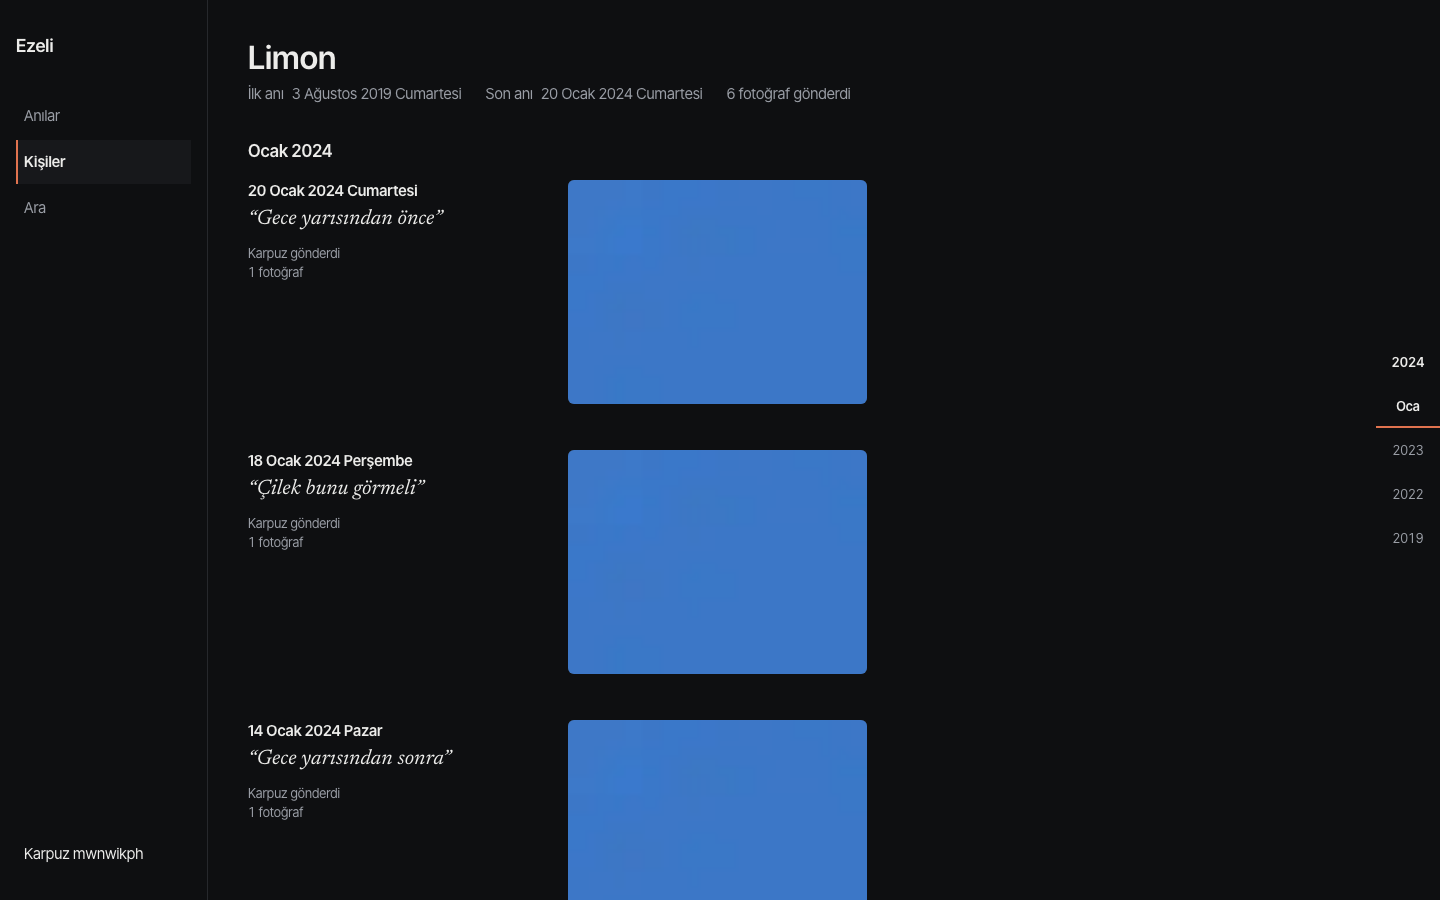 Ezeli
Anılar
Kişiler
Ara
Karpuz mwnwikph
Limon
İlk anı 3 Ağustos 2019 Cumartesi Son anı 20 Ocak 2024 Cumartesi 6 fotoğraf gönderdi
Ocak 2024
20 Ocak 2024 Cumartesi
“Gece yarısından önce”
Karpuz gönderdi
1 fotoğraf
18 Ocak 2024 Perşembe
“Çilek bunu görmeli”
Karpuz gönderdi
1 fotoğraf
14 Ocak 2024 Pazar
“Gece yarısından sonra”
Karpuz gönderdi
1 fotoğraf
2024
Oca
2023
2022
2019